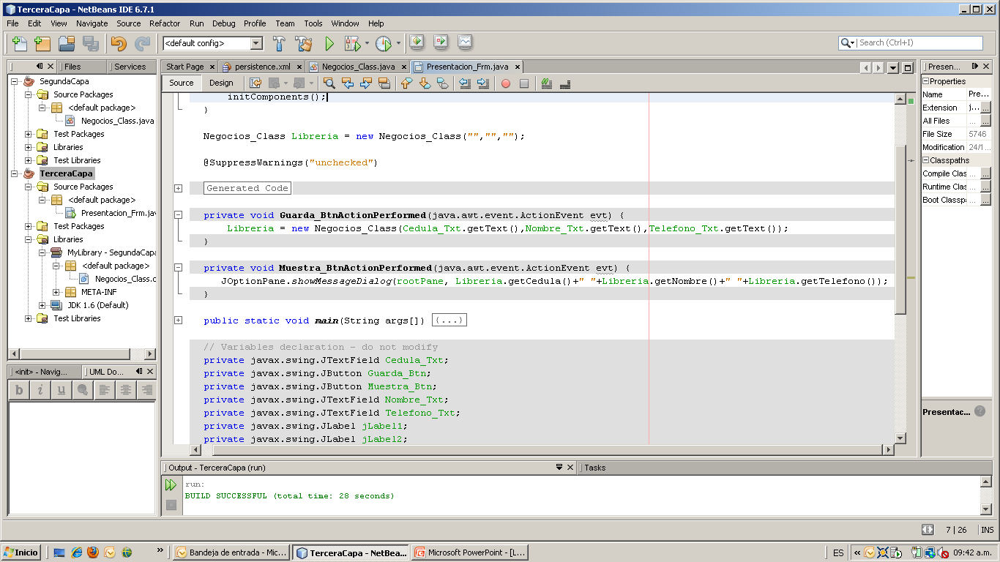 TerceraCapa - NetBeans IDE 6.7.1
File Edit View Navigate Source Refactor Run Debug Profile Team Tools Window Help
<default config>
Search (Ctrl+I)
Files Services
SegundaCapa
Source Packages
<default package>
Negocios_Class.java
Test Packages
Libraries
Test Libraries
TerceraCapa
Source Packages
<default package>
Presentacion_Frm.jav
Test Packages
Libraries
MyLibrary - SegundaCapa
<default package>
Negocios_Class.c
META-INF
JDK 1.6 (Default)
Test Libraries
<init> - Navig... UML Do...
b i u
Start Page persistence.xml Negocios_Class.java Presentacion_Frm.java
Source Design
initComponents();
}
Negocios_Class Libreria = new Negocios_Class("","","");
@SuppressWarnings("unchecked")
Generated Code
private void Guarda_BtnActionPerformed(java.awt.event.ActionEvent evt) {
Libreria = new Negocios_Class(Cedula_Txt.getText(),Nombre_Txt.getText(),Telefono_Txt.getText());
}
private void Muestra_BtnActionPerformed(java.awt.event.ActionEvent evt) {
JOptionPane.showMessageDialog(rootPane, Libreria.getCedula()+" "+Libreria.getNombre()+" "+Libreria.getTelefono());
}
public static void main(String args[]) {...}
// Variables declaration - do not modify
private javax.swing.JTextField Cedula_Txt;
private javax.swing.JButton Guarda_Btn;
private javax.swing.JButton Muestra_Btn;
private javax.swing.JTextField Nombre_Txt;
private javax.swing.JTextField Telefono_Txt;
private javax.swing.JLabel jLabel1;
private javax.swing.JLabel jLabel2;
Presen...
Properties
Name Pre...
Extension j... ...
All Files ... ...
File Size 5746
Modification 24/1...
Classpaths
Compile Clas ... ...
Runtime Clas ... ...
Boot Classpa ... ...
Presentac... ?
Output - TerceraCapa (run) Tasks
run:
BUILD SUCCESSFUL (total time: 28 seconds)
7 | 26 INS
Inicio » Bandeja de entrada - Mic... TerceraCapa - NetBea... Microsoft PowerPoint - [L... ES « 09:42 a.m.